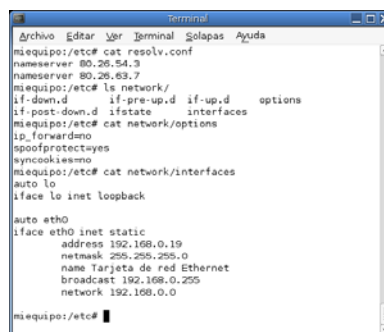 Terminal
Archivo Editar Ver Terminal Solapas Ayuda
miequipo:/etc# cat resolv.conf
nameserver 80.26.54.3
nameserver 80.26.63.7
miequipo:/etc# ls network/
if-down.d if-pre-up.d if-up.d options
if-post-down.d ifstate interfaces
miequipo:/etc# cat network/options
ip_forward=no
spoofprotect=yes
syncookies=no
miequipo:/etc# cat network/interfaces
auto lo
iface lo inet loopback
auto eth0
iface eth0 inet static
address 192.168.0.19
netmask 255.255.255.0
name Tarjeta de red Ethernet
broadcast 192.168.0.255
network 192.168.0.0
miequipo:/etc#